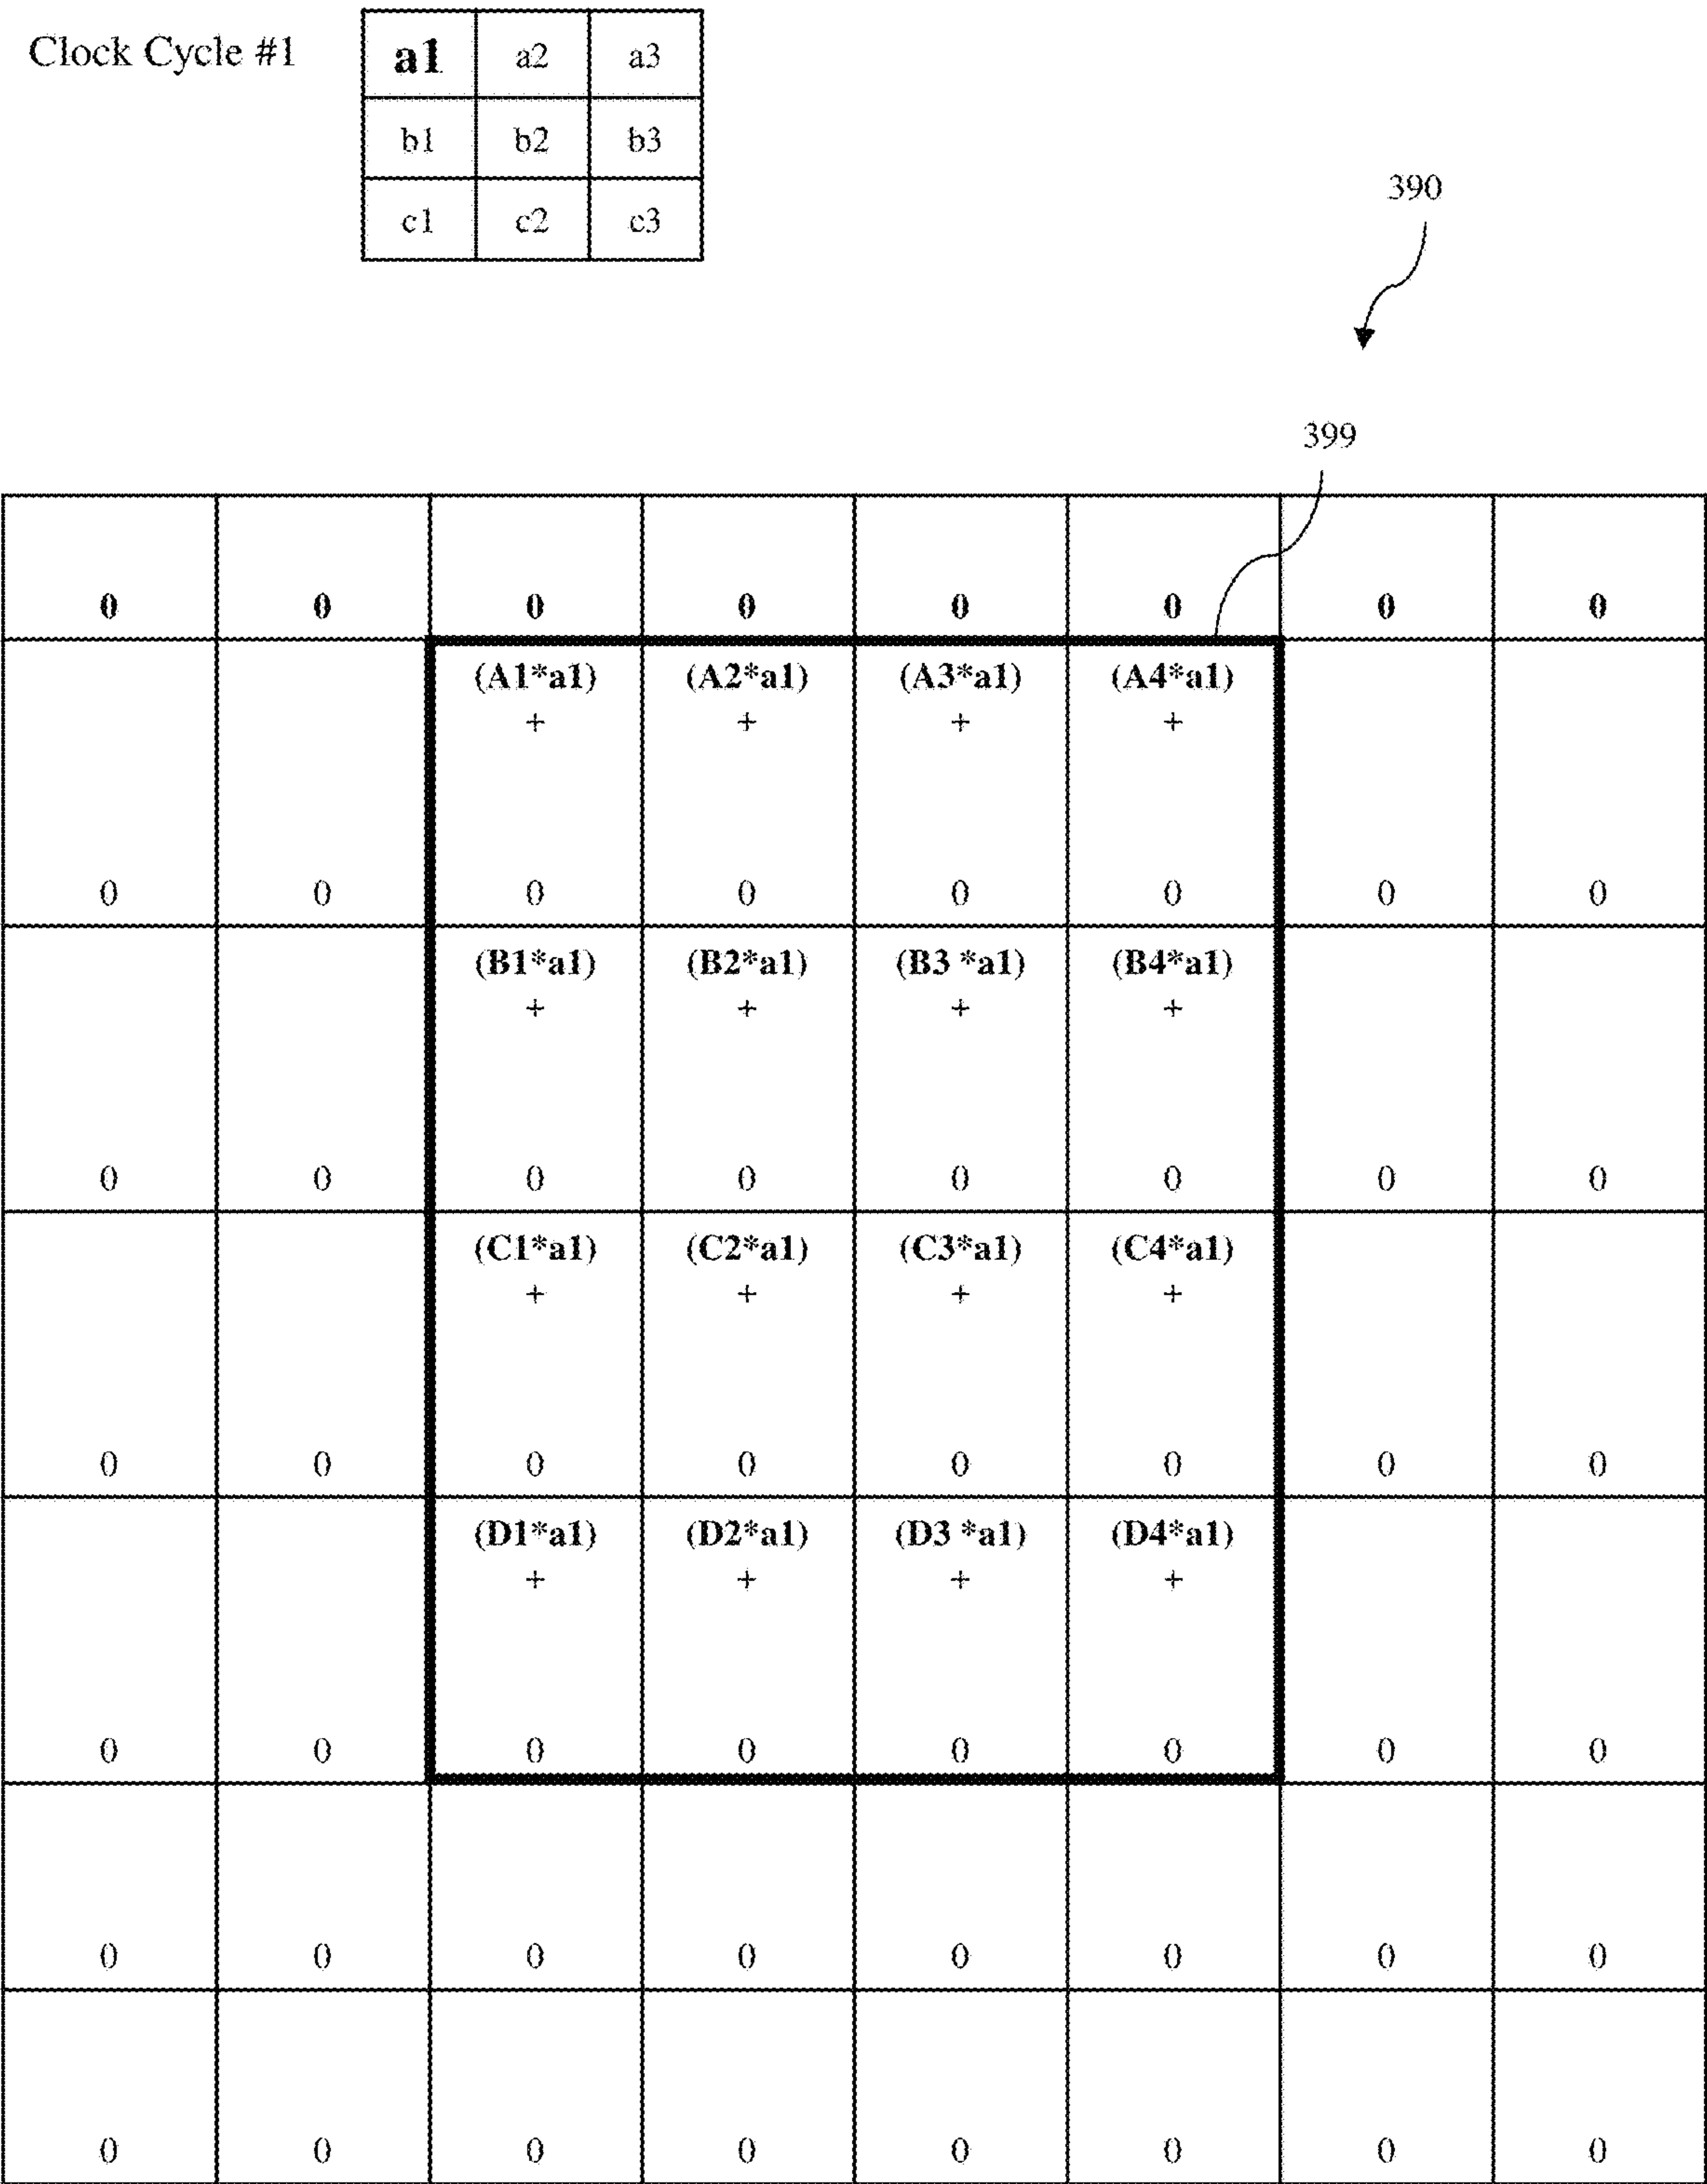 Clock Cycle #1
a1 a2 a3
b1 b2 b3
c1 c2 c3
390
399
0 0 0 0 0 0 0 0
(A1*a1) (A2*a1) (A3*a1) (A4*a1)
+ + + +
0 0 0 0 0 0 0 0
(B1*a1) (B2*a1) (B3 *a1) (B4*a1)
+ + + +
0 0 0 0 0 0 0 0
(C1*a1) (C2*a1) (C3*a1) (C4*a1)
+ + + +
0 0 0 0 0 0 0 0
(D1*a1) (D2*a1) (D3 *a1) (D4*a1)
+ + + +
0 0 0 0 0 0 0 0
0 0 0 0 0 0 0 0
0 0 0 0 0 0 0 0